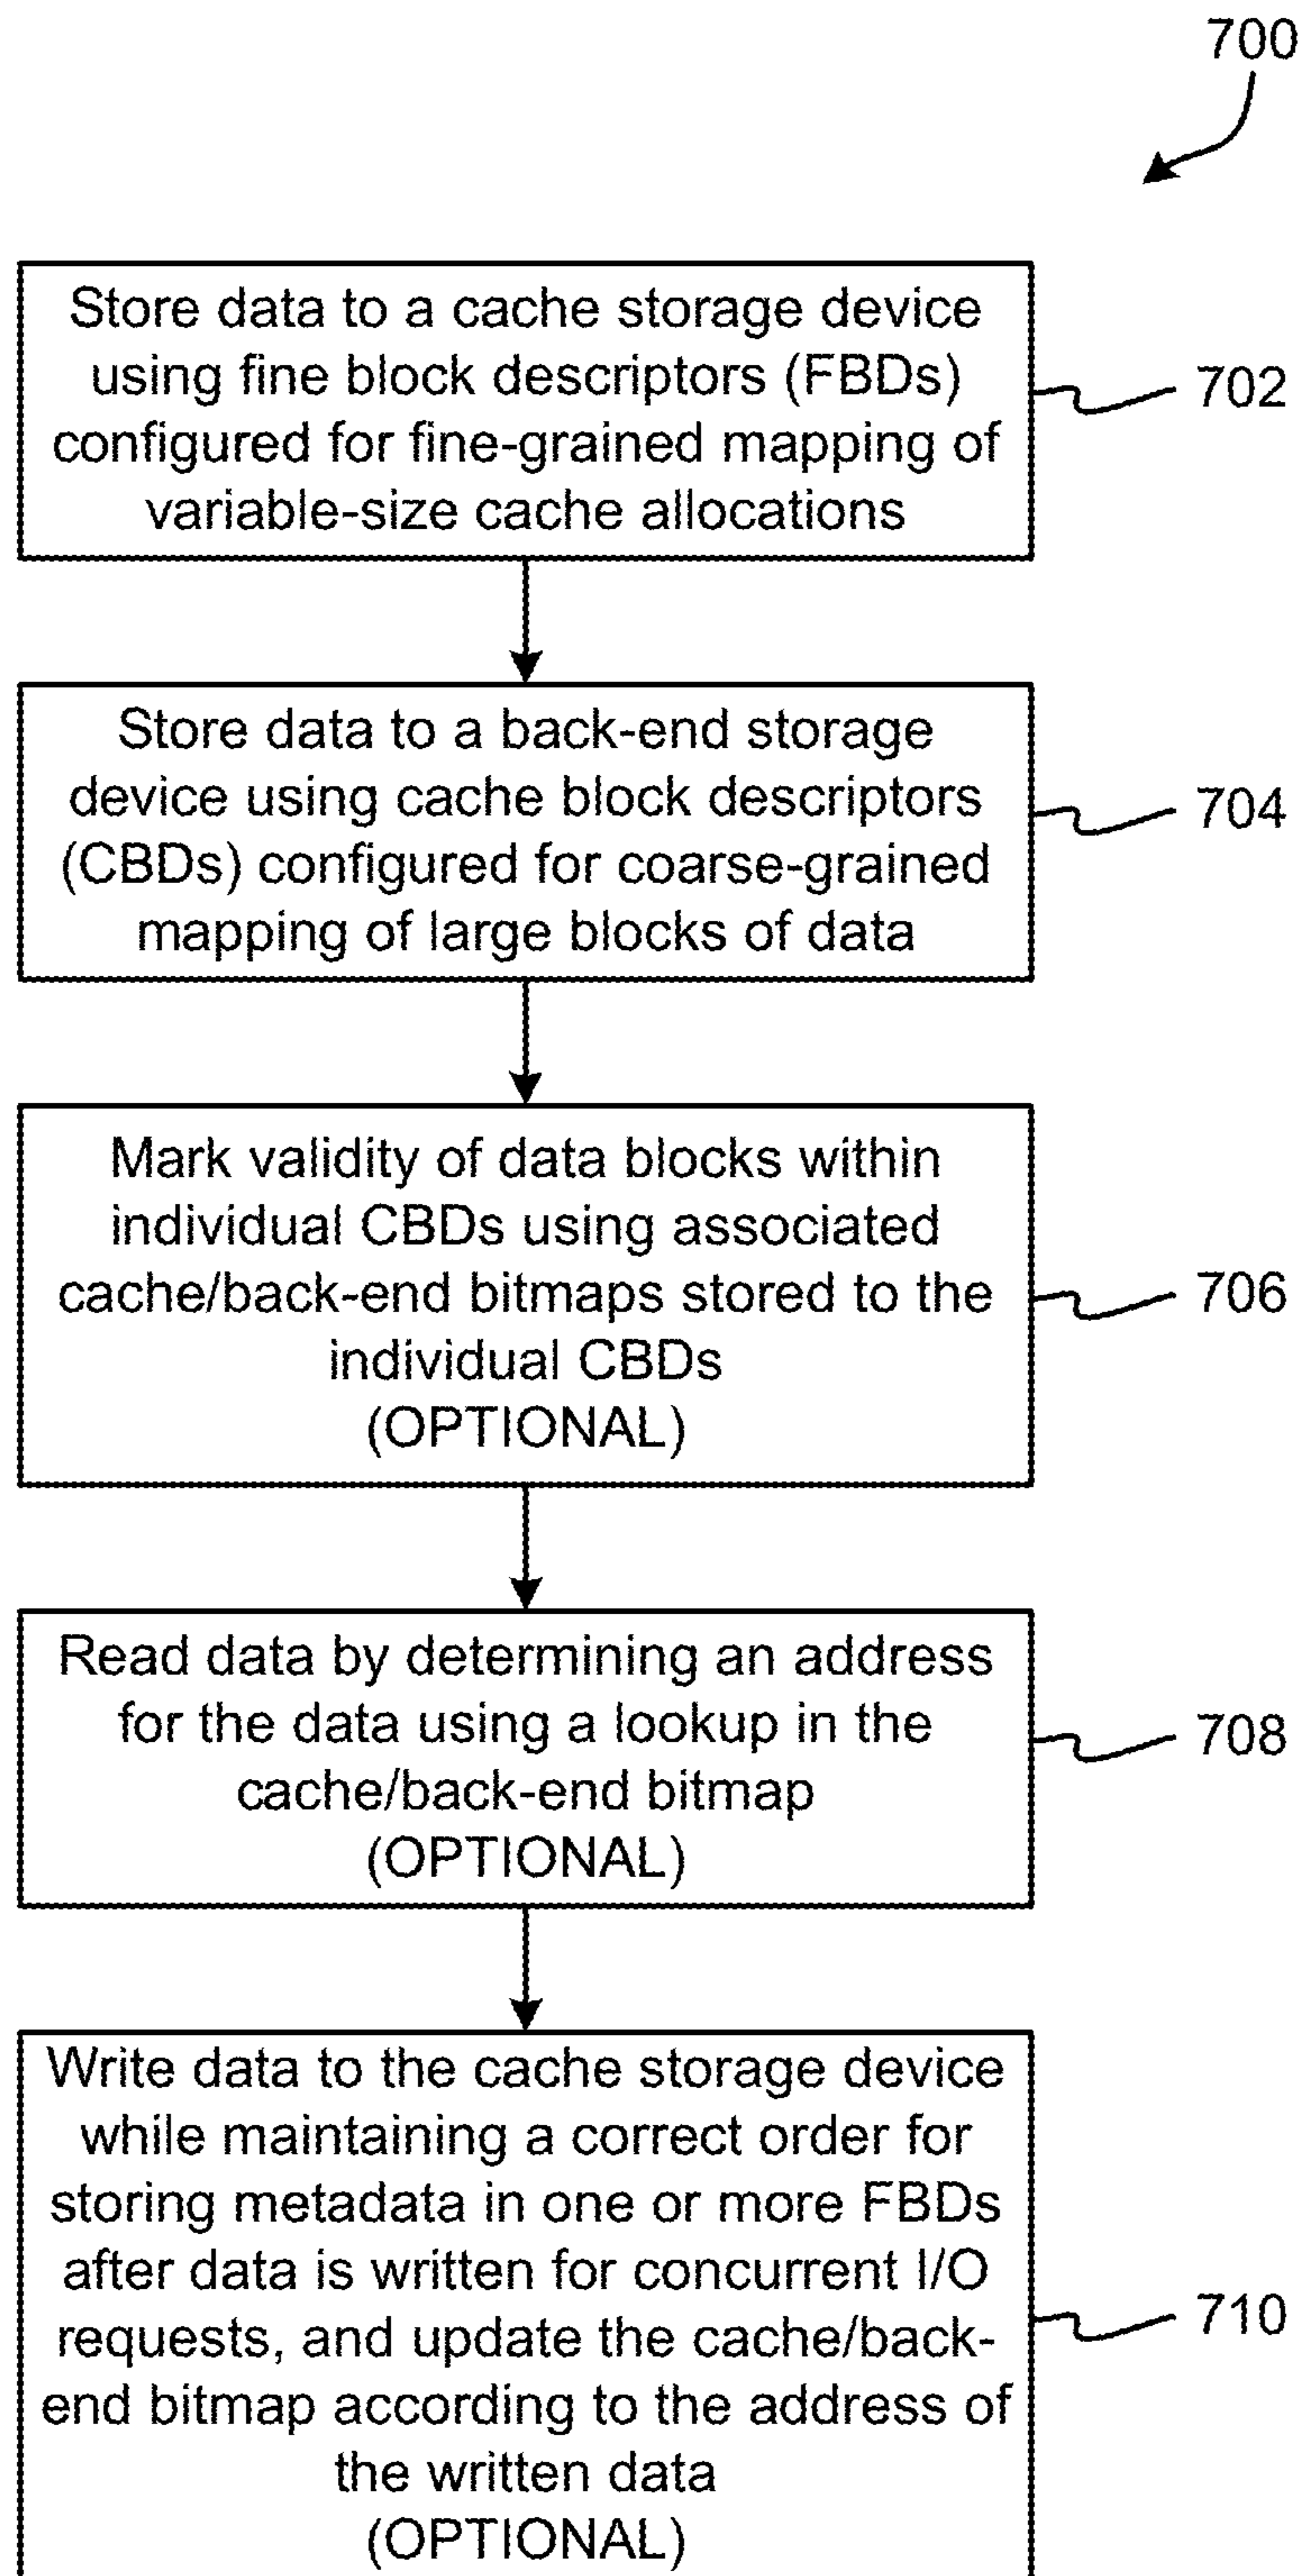 700
Store data to a cache storage device
using fine block descriptors (FBDs)
configured for fine-grained mapping of
variable-size cache allocations
702
Store data to a back-end storage
device using cache block descriptors
(CBDs) configured for coarse-grained
mapping of large blocks of data
704
Mark validity of data blocks within
individual CBDs using associated
cache/back-end bitmaps stored to the
individual CBDs
(OPTIONAL)
706
Read data by determining an address
for the data using a lookup in the
cache/back-end bitmap
(OPTIONAL)
708
Write data to the cache storage device
while maintaining a correct order for
storing metadata in one or more FBDs
after data is written for concurrent I/O
requests, and update the cache/back-
end bitmap according to the address of
the written data
(OPTIONAL)
710